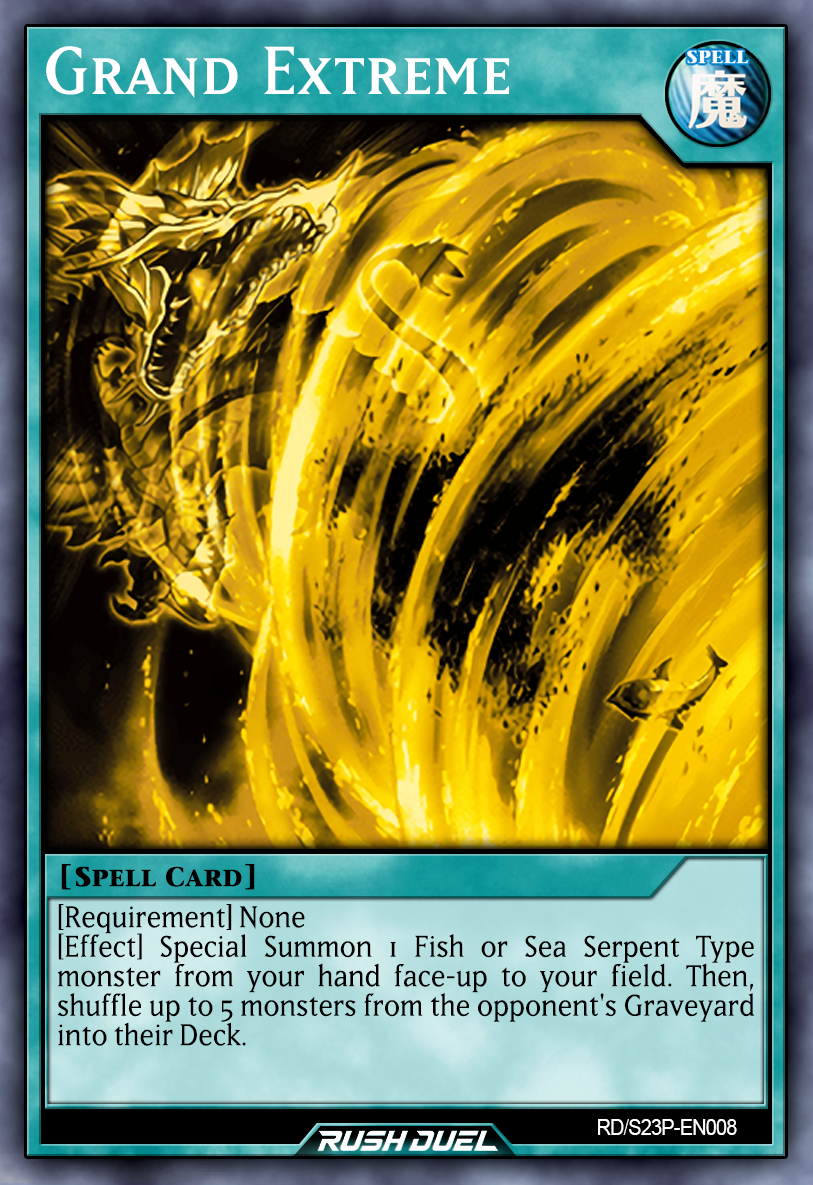 Grand Extreme
SPELL
魔
[Spell Card]
[Requirement] None
[Effect] Special Summon 1 Fish or Sea Serpent Type
monster from your hand face-up to your field. Then,
shuffle up to 5 monsters from the opponent's Graveyard
into their Deck.
RD/S23P-EN008
RUSH DUEL